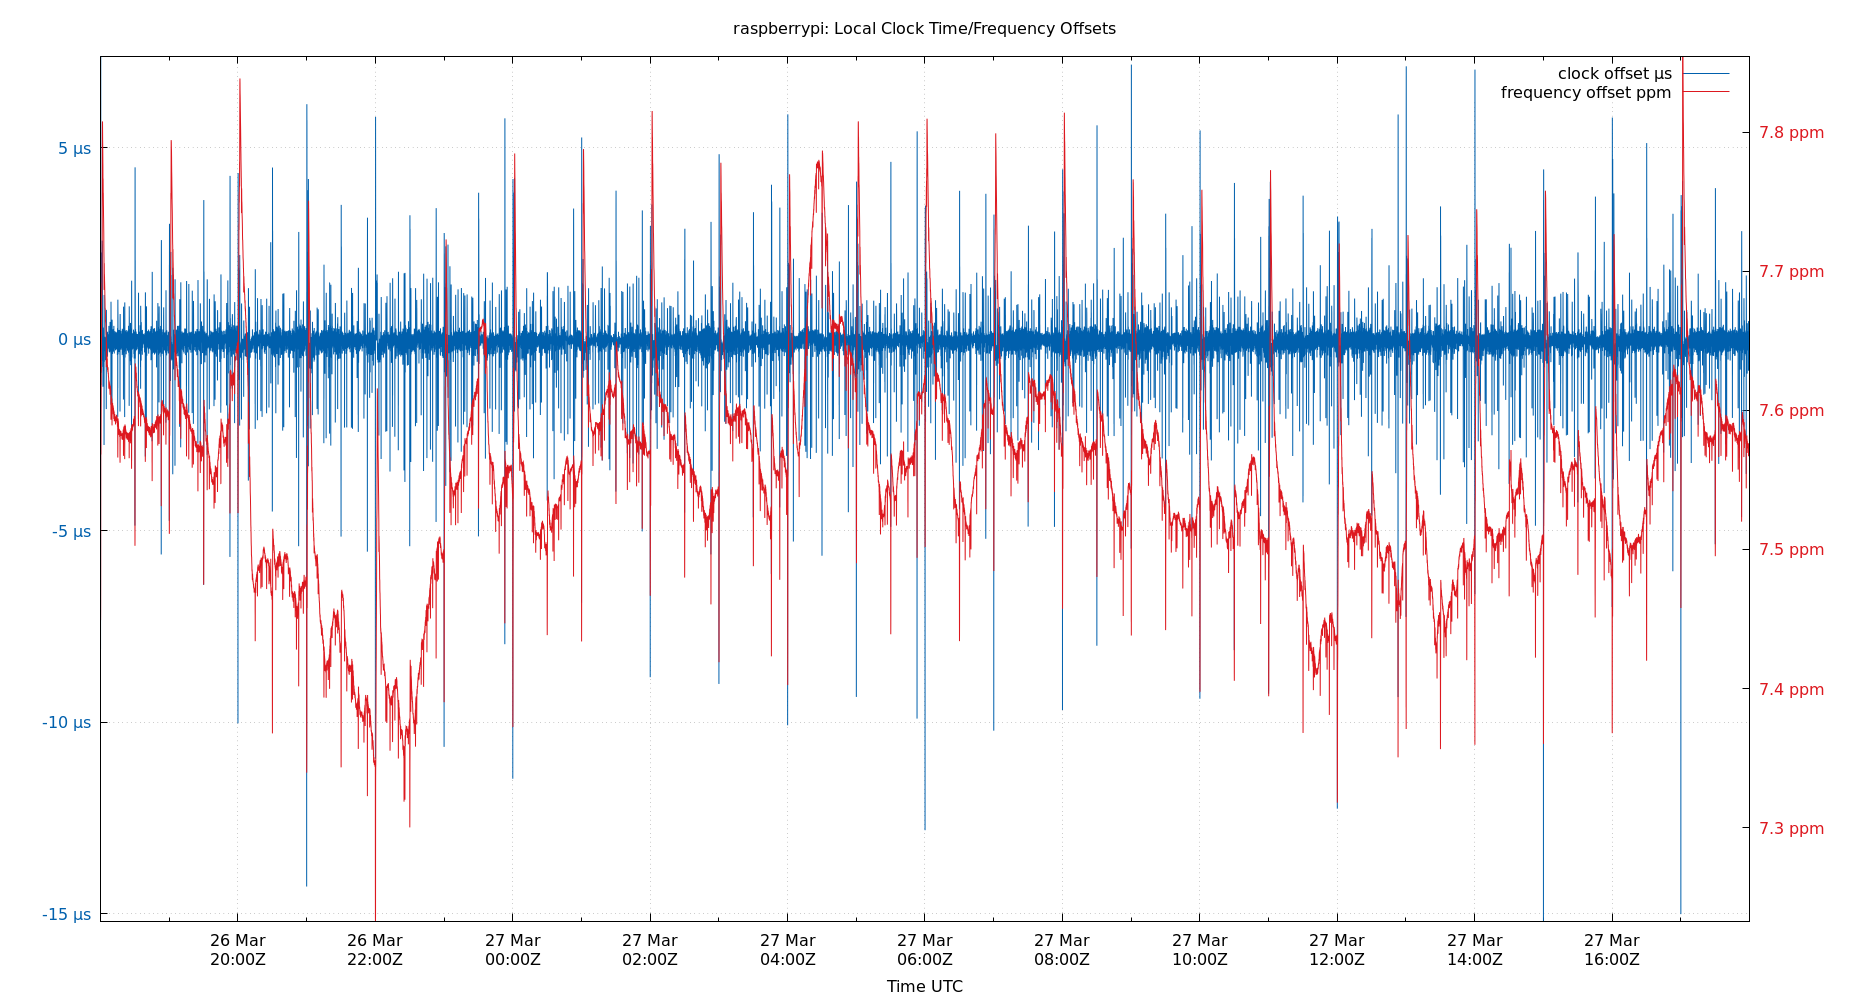 raspberrypi: Local Clock Time/Frequency Offsets
clock offset µs
frequency offset ppm
5 µs
0 µs
-5 µs
-10 µs
-15 µs
7.8 ppm
7.7 ppm
7.6 ppm
7.5 ppm
7.4 ppm
7.3 ppm
26 Mar
20:00Z
26 Mar
22:00Z
27 Mar
00:00Z
27 Mar
02:00Z
27 Mar
04:00Z
27 Mar
06:00Z
27 Mar
08:00Z
27 Mar
10:00Z
27 Mar
12:00Z
27 Mar
14:00Z
27 Mar
16:00Z
Time UTC